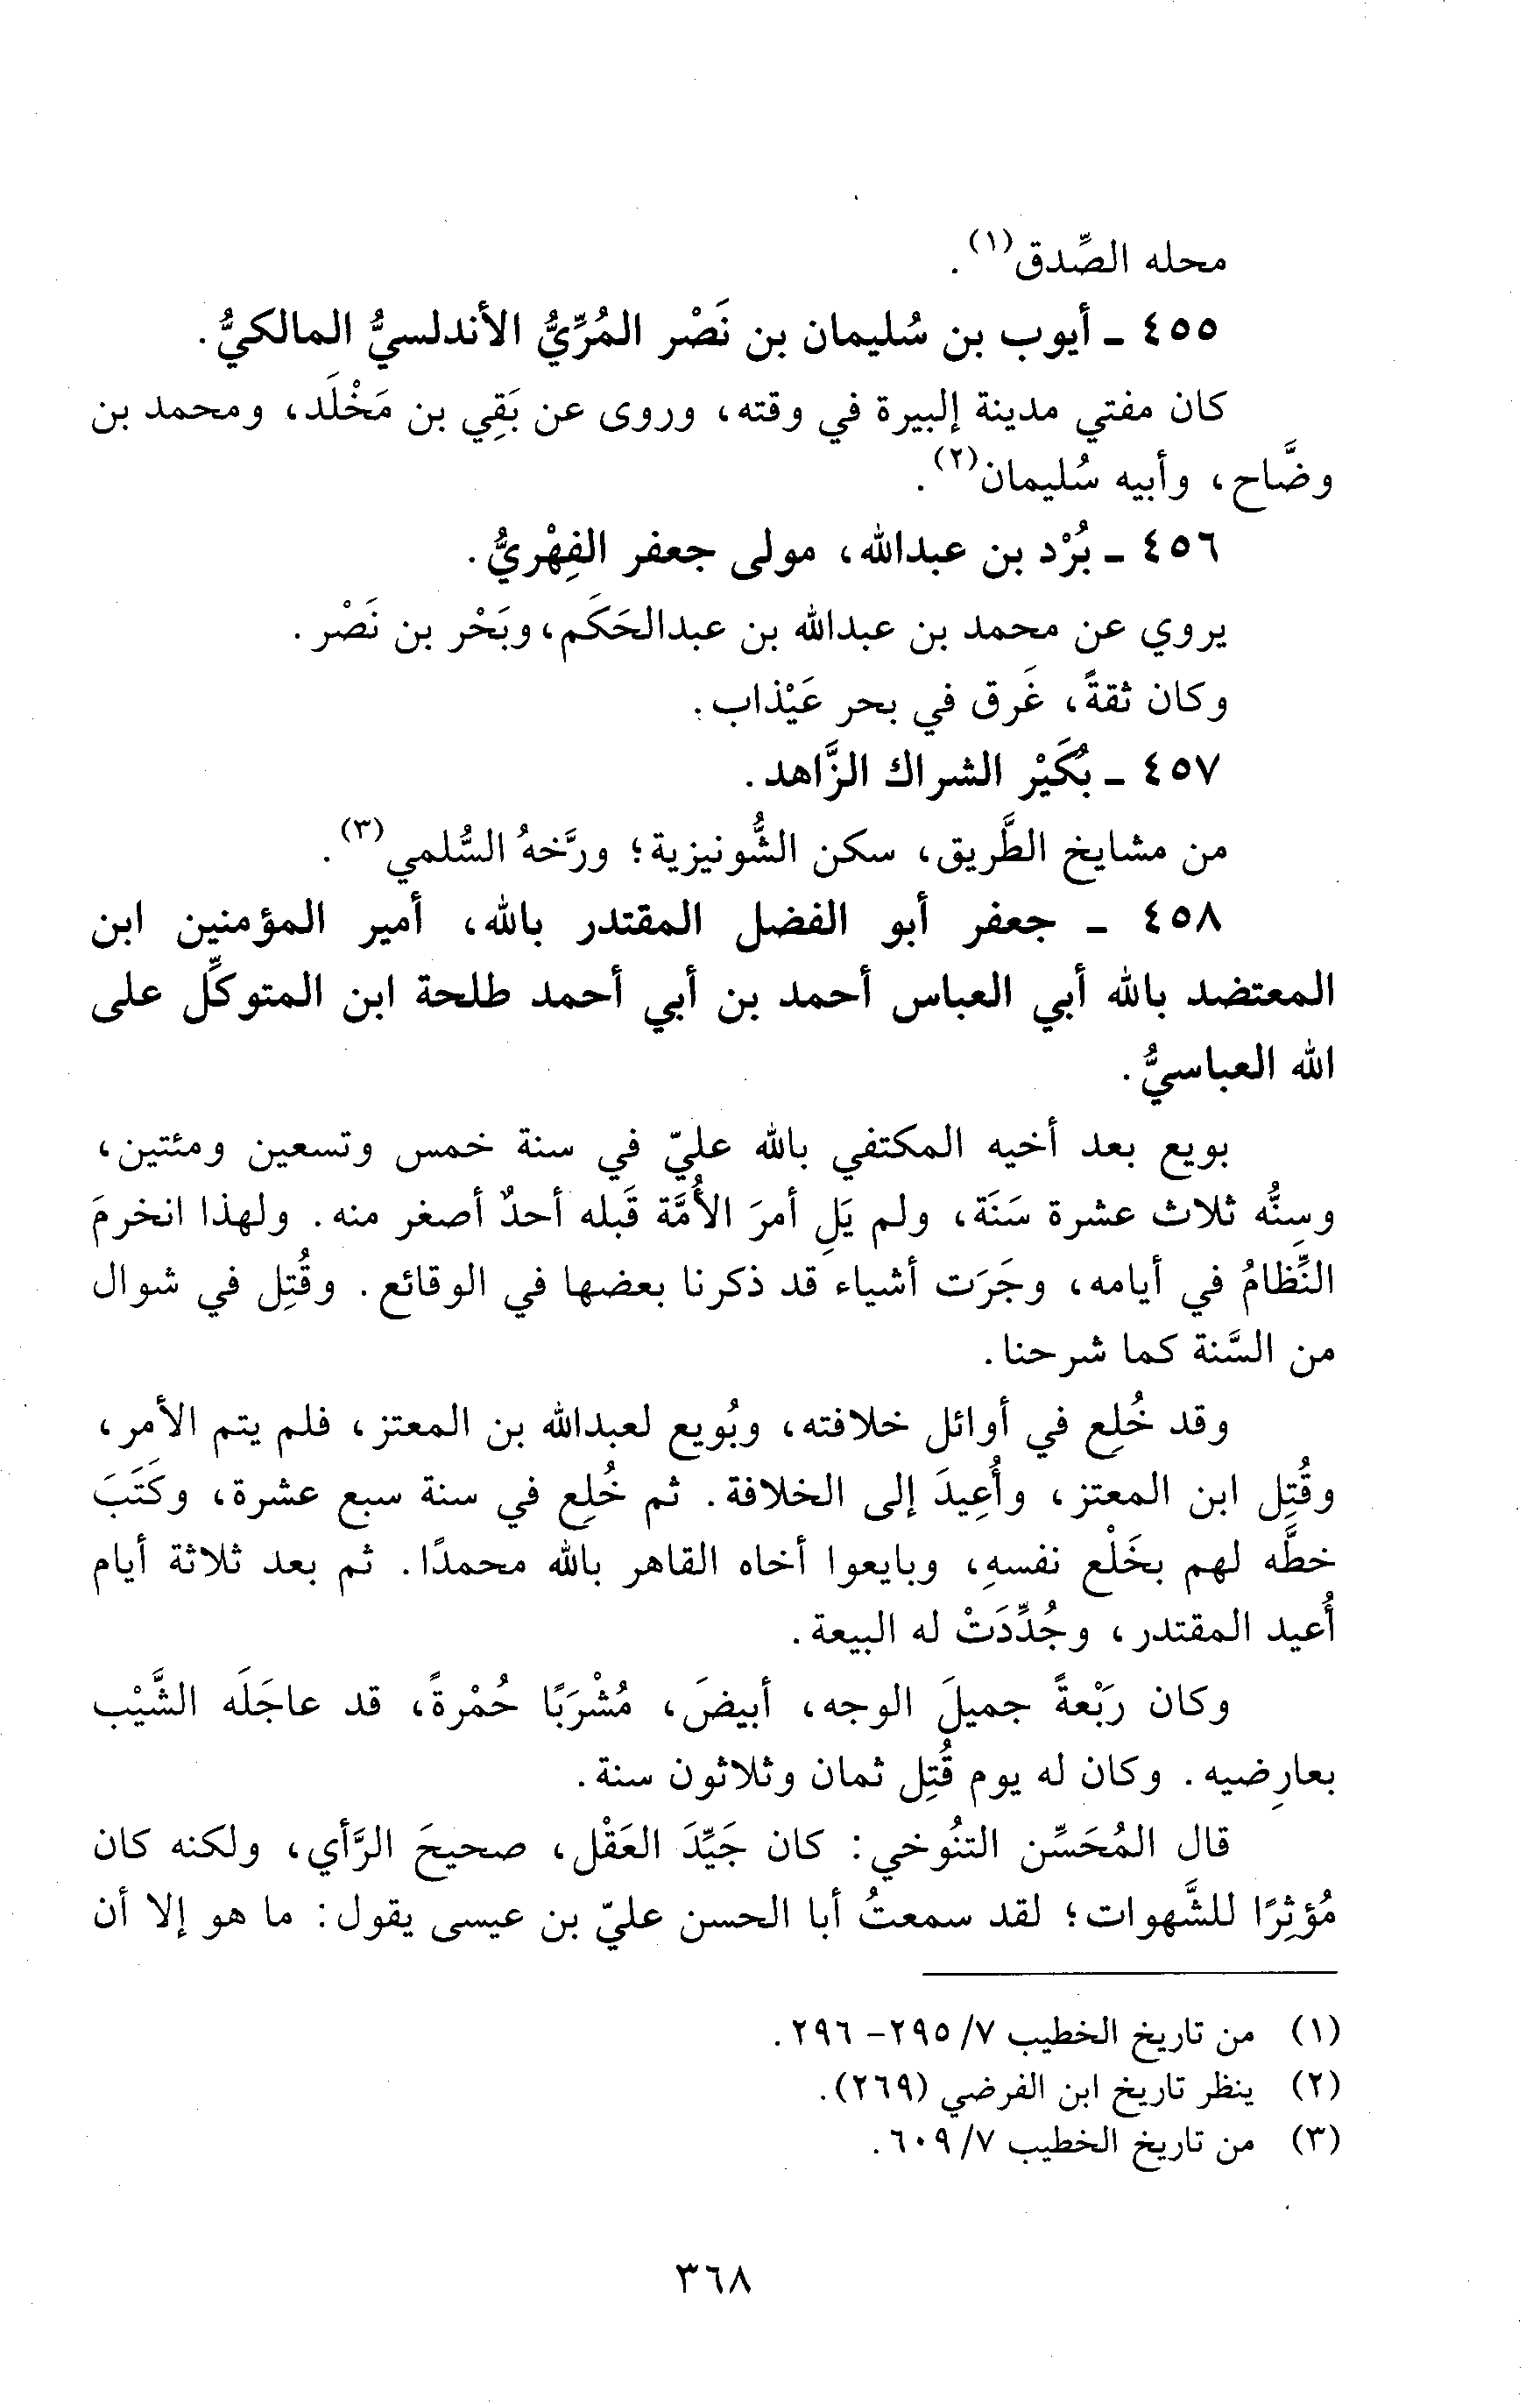 محله الصِّدق(١).
٤٥٥ ـ أيوب بن سُليمان بن نَصْر المُرِّيُّ الأندلسيُّ المالكيُّ.
كان مفتي مدينة إلبيرة في وقته، وروى عن بَقِي بن مَخْلَد، ومحمد بن
وضَّاح، وأبيه سُليمان(٢).
٤٥٦ ـ بُرْد بن عبدالله، مولى جعفر الفِهْريُّ.
يروي عن محمد بن عبدالله بن عبدالحَكَم، وبَحْر بن نَصْر.
وكان ثقةً، غَرق في بحر عَيْذاب.
٤٥٧ ـ بُكَيْر الشراك الزَّاهد.
من مشايخ الطَّريق، سكن الشُّونيزية؛ ورَّخهُ السُّلمي(٣).
٤٥٨ ـ جعفر أبو الفضل المقتدر بالله، أمير المؤمنين ابن
المعتضد بالله أبي العباس أحمد بن أبي أحمد طلحة ابن المتوكِّل على
الله العباسيُّ.
بويع بعد أخيه المكتفي بالله عليّ في سنة خمس وتسعين ومئتين،
وسِنُّه ثلاث عشرة سَنَة، ولم يَلِ أمرَ الأُمَّة قَبله أحدٌ أصغر منه. ولهذا انخرمَ
النِّظامُ في أيامه، وجَرَت أشياء قد ذكرنا بعضها في الوقائع. وقُتِل في شوال
من السَّنة كما شرحنا.
وقد خُلِع في أوائل خلافته، وبُويع لعبدالله بن المعتز، فلم يتم الأمر،
وقُتِل ابن المعتز، وأُعِيدَ إلى الخلافة. ثم خُلِع في سنة سبع عشرة، وكَتَبَ
خطَّه لهم بخَلْع نفسهِ، وبايعوا أخاه القاهر بالله محمدًا. ثم بعد ثلاثة أيام
أُعيد المقتدر، وجُدِّدَتْ له البيعة.
وكان رَبْعةً جميلَ الوجه، أبيضَ، مُشْرَبًا حُمْرةً، قد عاجَلَه الشَّيْب
بعارِضيه. وكان له يوم قُتِل ثمان وثلاثون سنة.
قال المُحَسِّن التنُوخي: كان جَيِّدَ العَقْل، صحيحَ الرَّأي، ولكنه كان
مُؤثِرًا للشَّهوات؛ لقد سمعتُ أبا الحسن عليّ بن عيسى يقول: ما هو إلا أن
(١) من تاريخ الخطيب ٧/ ٢٩٥ـ ٢٩٦.
(٢) ينظر تاريخ ابن الفرضي (٢٦٩).
(٣) من تاريخ الخطيب ٧/ ٦٠٩.
٣٦٨